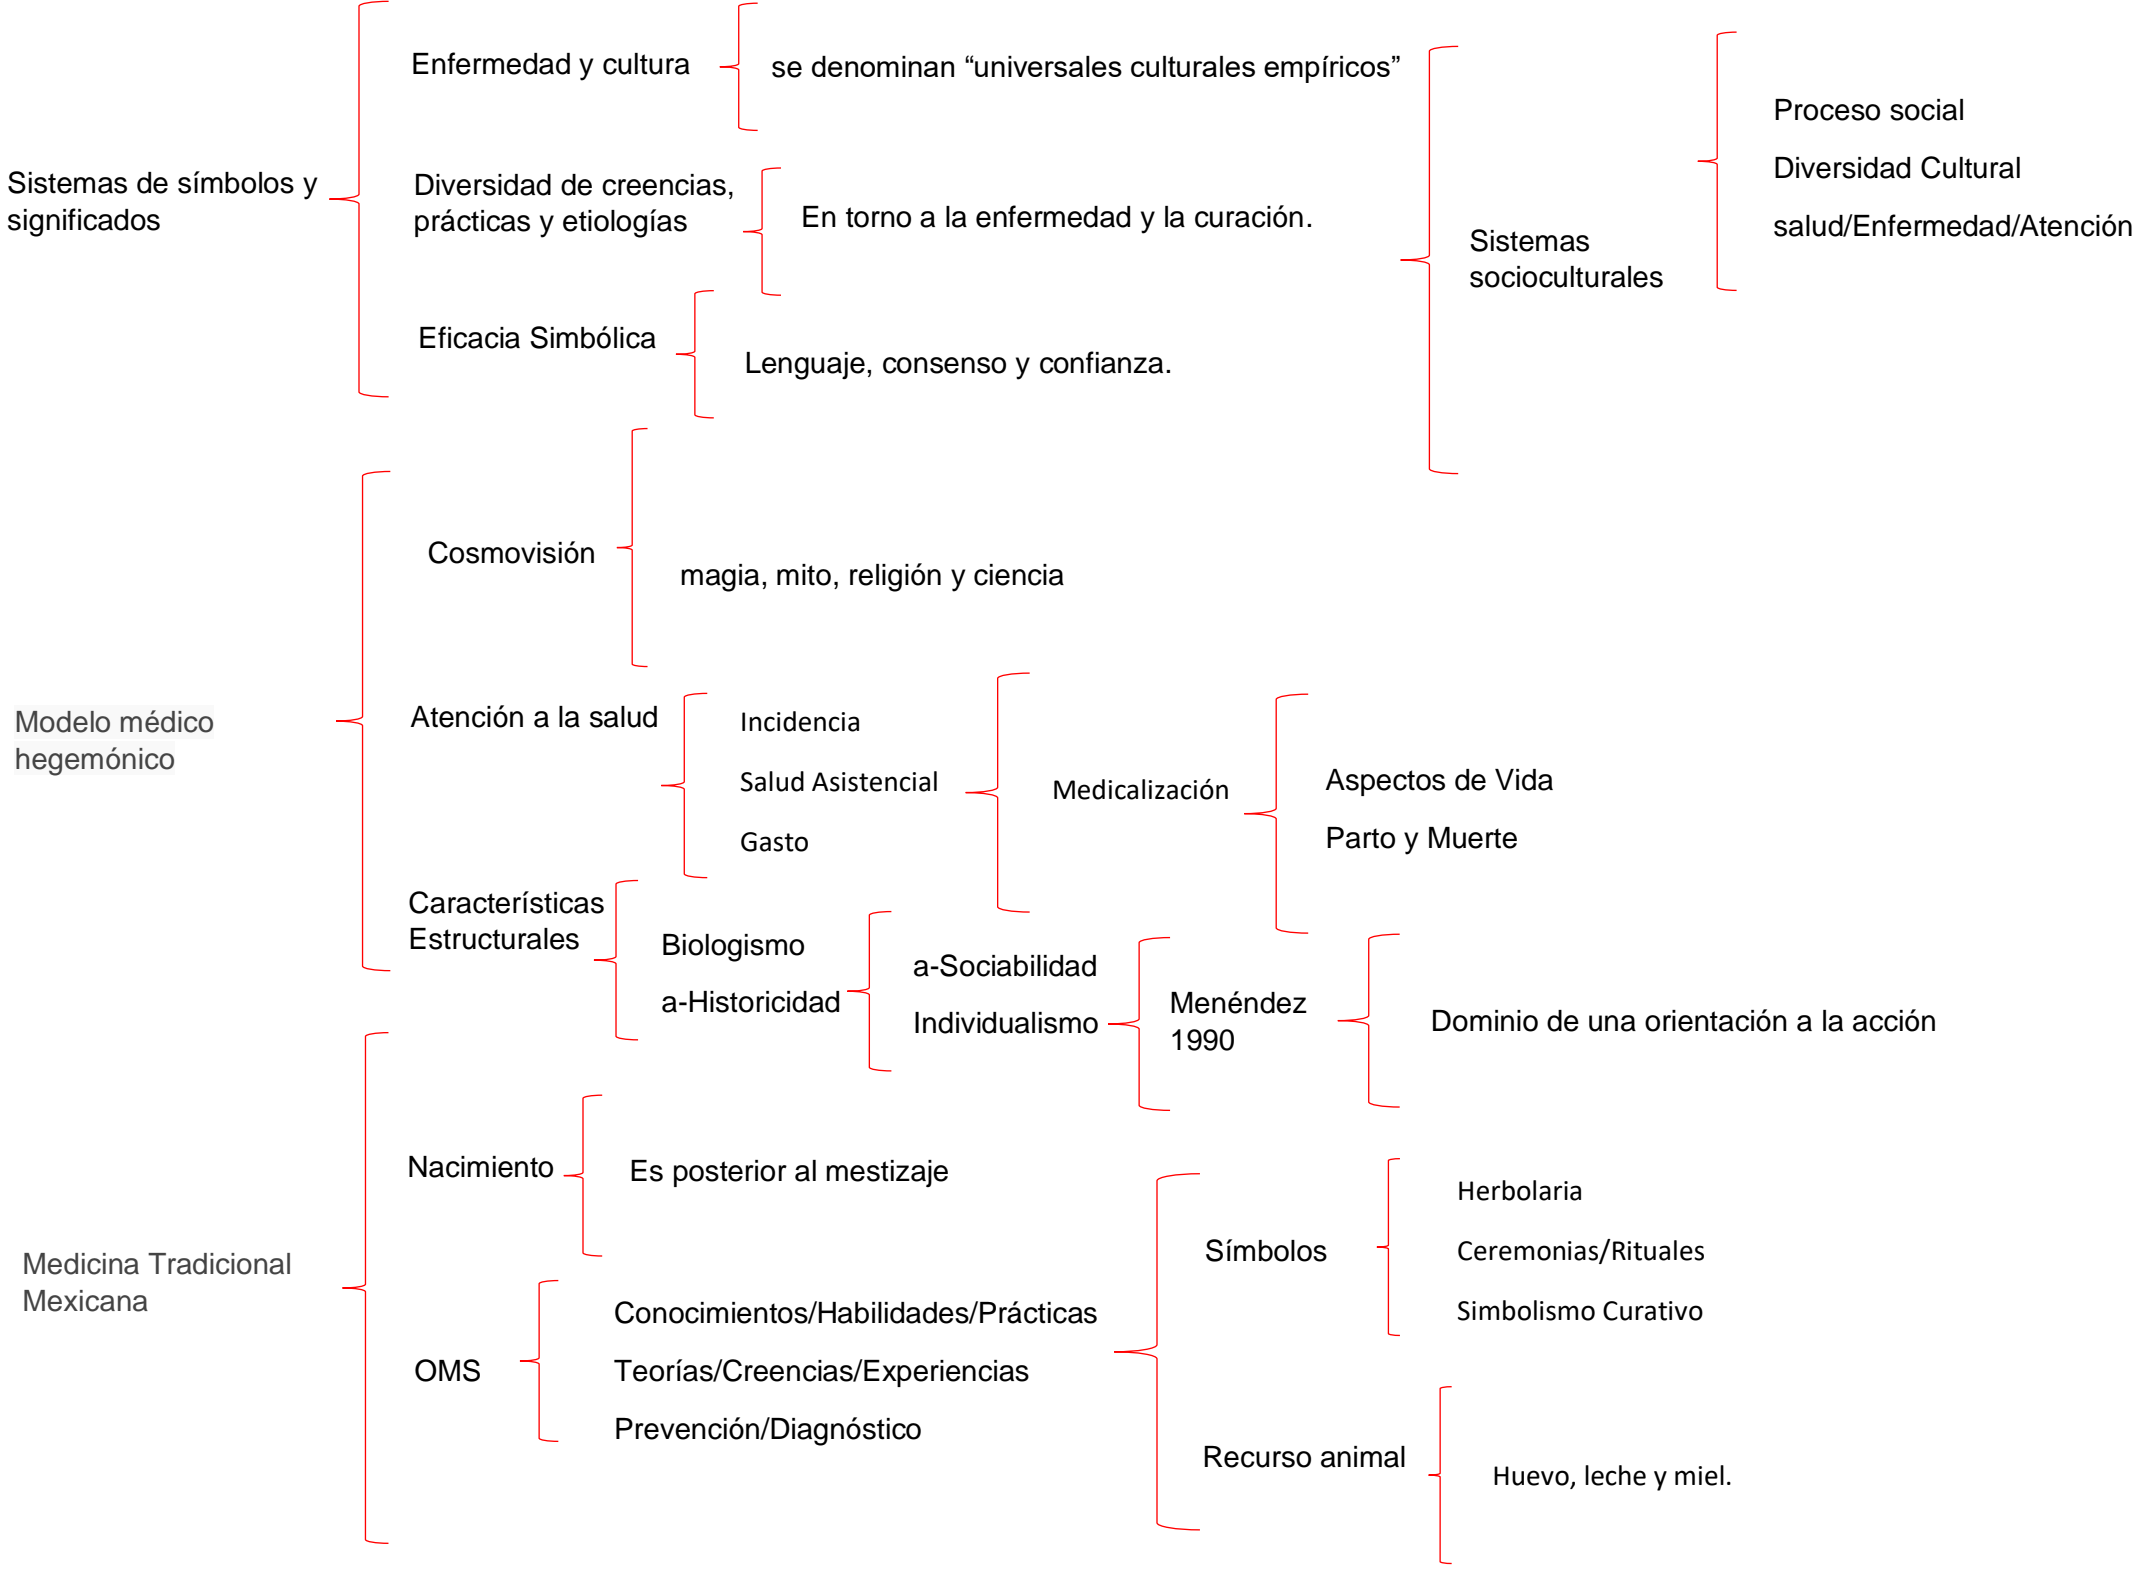 Sistemas de símbolos y
significados
Enfermedad y cultura
se denominan “universales culturales empíricos”
Diversidad de creencias,
prácticas y etiologías
En torno a la enfermedad y la curación.
Eficacia Simbólica
Lenguaje, consenso y confianza.
Sistemas
socioculturales
Proceso social
Diversidad Cultural
salud/Enfermedad/Atención
Modelo médico
hegemónico
Cosmovisión
magia, mito, religión y ciencia
Atención a la salud
Incidencia
Salud Asistencial
Gasto
Medicalización
Aspectos de Vida
Parto y Muerte
Características
Estructurales
Biologismo
a-Historicidad
a-Sociabilidad
Individualismo
Menéndez
1990
Dominio de una orientación a la acción
Medicina Tradicional
Mexicana
Nacimiento
Es posterior al mestizaje
OMS
Conocimientos/Habilidades/Prácticas
Teorías/Creencias/Experiencias
Prevención/Diagnóstico
Símbolos
Herbolaria
Ceremonias/Rituales
Simbolismo Curativo
Recurso animal
Huevo, leche y miel.